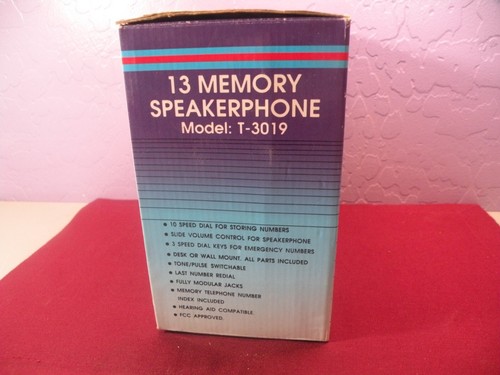 13 MEMORY
SPEAKERPHONE
Model: T-3019
• 10 SPEED DIAL FOR STORING NUMBERS
• SLIDE VOLUME CONTROL FOR SPEAKERPHONE
• 3 SPEED DIAL KEYS FOR EMERGENCY NUMBERS
• DESK OR WALL MOUNT. ALL PARTS INCLUDED
• TONE/PULSE SWITCHABLE
• LAST NUMBER REDIAL
• FULLY MODULAR JACKS
• MEMORY TELEPHONE NUMBER
INDEX INCLUDED
• HEARING AID COMPATIBLE
• FCC APPROVED.